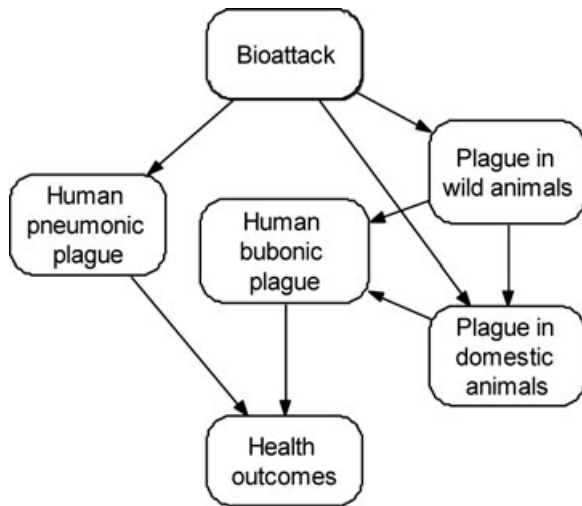 Bioattack
Plague in
wild animals
Human
pneumonic
plague
Human
bubonic
plague
Plague in
domestic
animals
Health
outcomes